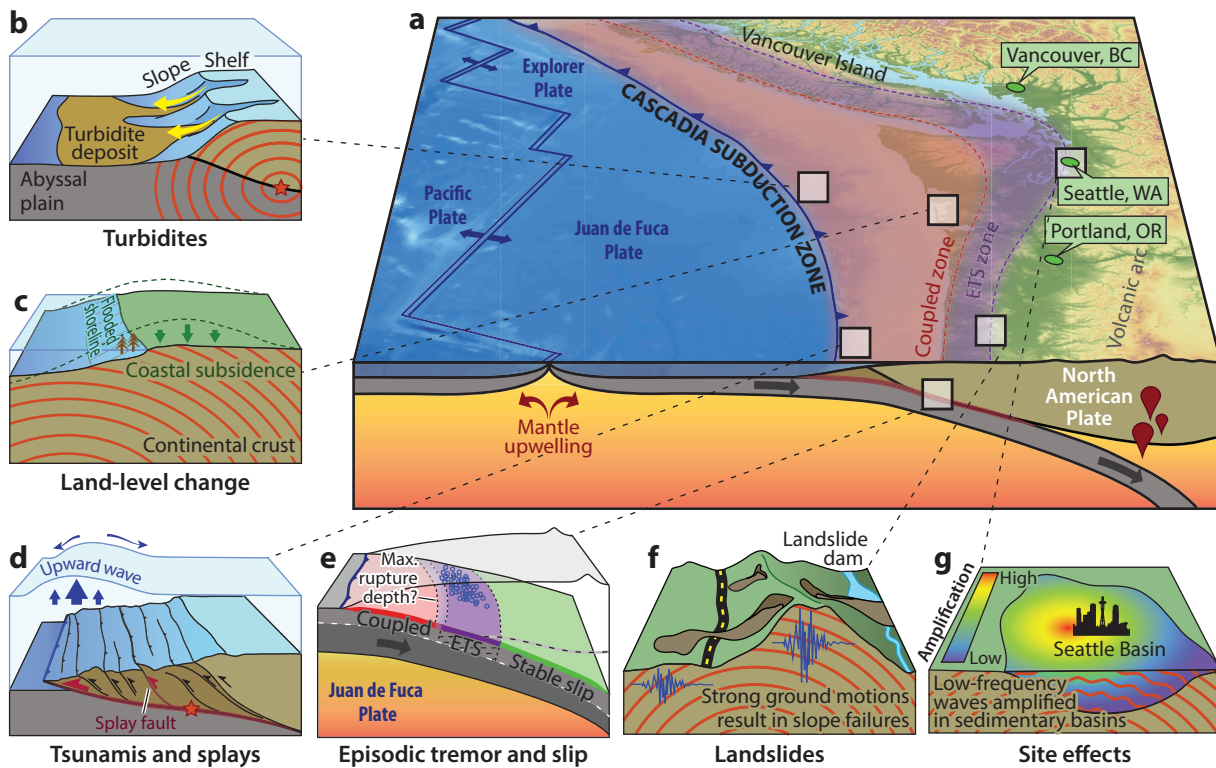 b
Shelf
Slope
Turbidite
deposit
Abyssal
plain
Turbidites
a
Vancouver Island
Vancouver, BC
Explorer
Plate
CASCADIA SUBDUCTION ZONE
Pacific
Plate
Juan de Fuca
Plate
Seattle, WA
Portland, OR
Coupled zone
ETS zone
Volcanic arc
North
American
Plate
Mantle
upwelling
c
Flooded
shoreline
Coastal subsidence
Continental crust
Land-level change
d
Upward wave
Splay fault
Tsunamis and splays
e
Max.
rupture
depth?
Coupled
ETS
Stable slip
Juan de Fuca
Plate
Episodic tremor and slip
f
Landslide
dam
Strong ground motions
result in slope failures
Landslides
g
Amplification
High
Low
Seattle Basin
Low-frequency
waves amplified
in sedimentary basins
Site effects